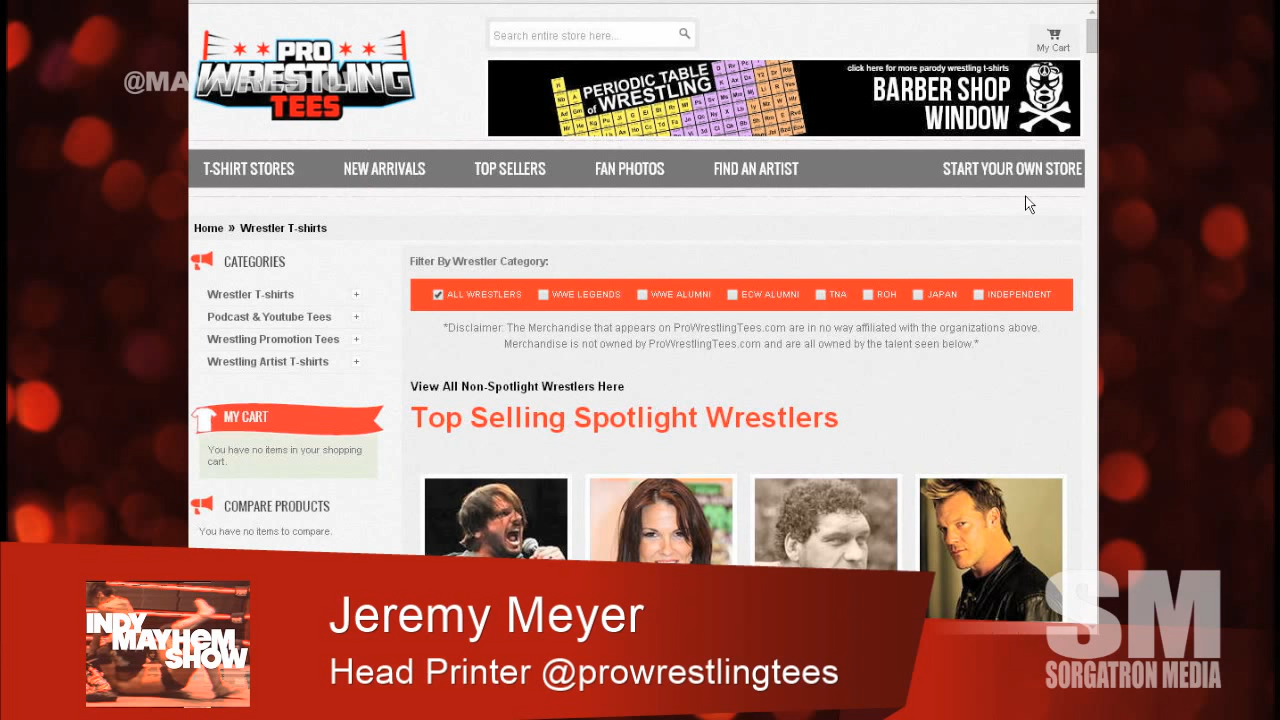 PRO
WRESTLING
TEES
@MA
Search entire store here...
My Cart
PERIODIC TABLE
of WRESTLING
click here for more parody wrestling t-shirts
BARBER SHOP
WINDOW
T-SHIRT STORES
NEW ARRIVALS
TOP SELLERS
FAN PHOTOS
FIND AN ARTIST
START YOUR OWN STORE
Home » Wrestler T-shirts
CATEGORIES
Wrestler T-shirts +
Podcast & Youtube Tees +
Wrestling Promotion Tees +
Wrestling Artist T-shirts +
MY CART
You have no items in your shopping
cart.
COMPARE PRODUCTS
You have no items to compare.
Filter By Wrestler Category:
ALL WRESTLERS WWE LEGENDS WWE ALUMNI ECW ALUMNI TNA ROH JAPAN INDEPENDENT
*Disclaimer: The Merchandise that appears on ProWrestlingTees.com are in no way affiliated with the organizations above.
Merchandise is not owned by ProWrestlingTees.com and are all owned by the talent seen below.*
View All Non-Spotlight Wrestlers Here
Top Selling Spotlight Wrestlers
INDY
MAYHEM
SHOW
Jeremy Meyer
Head Printer @prowrestlingtees
SM
SORGATRON MEDIA